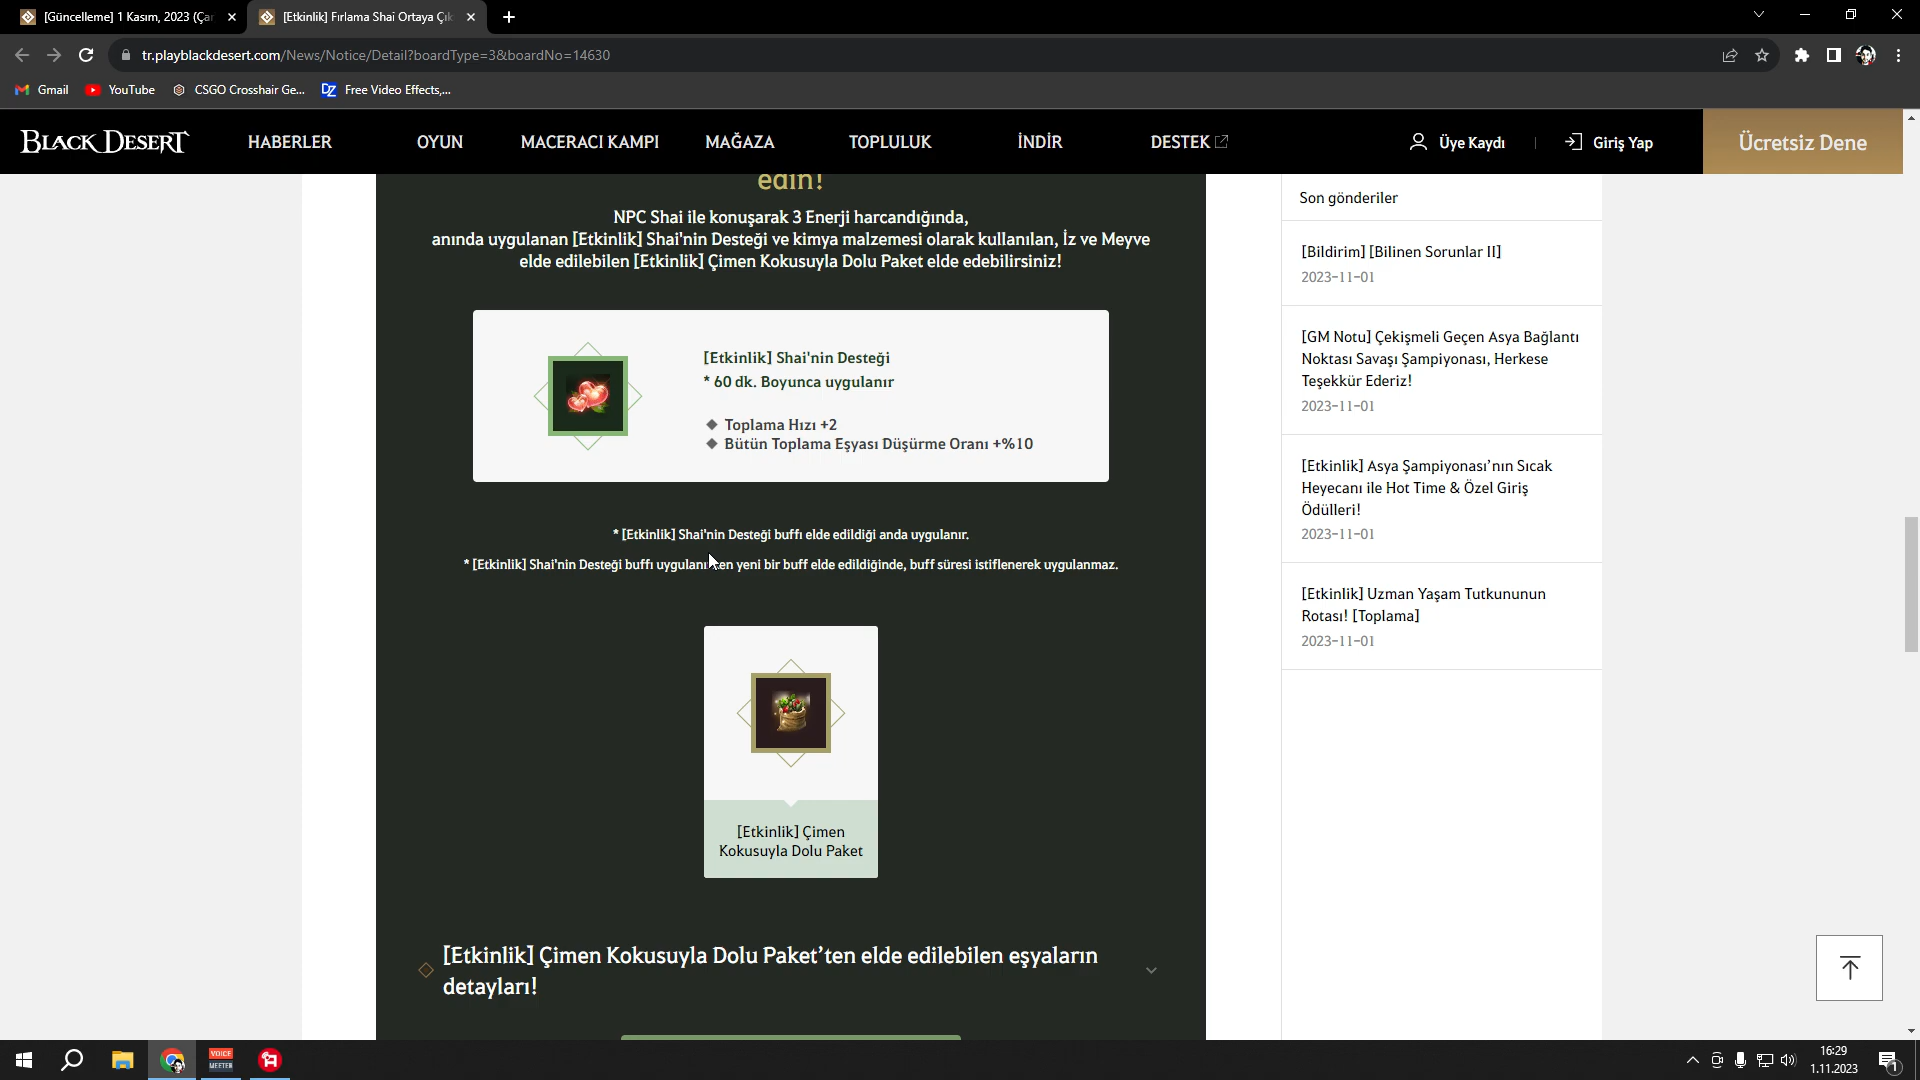 [Güncelleme] 1 Kasım, 2023 (Ça
[Etkinlik] Fırlama Shai Ortaya Çık
tr.playblackdesert.com/News/Notice/Detail?boardType=3&boardNo=14630
Gmail
YouTube
CSGO Crosshair Ge...
DZ
Free Video Effects,...
BLACK DESERT
HABERLER
OYUN
MACERACI KAMPI
MAĞAZA
TOPLULUK
İNDİR
DESTEK
Üye Kaydı
Giriş Yap
Ücretsiz Dene
edin!
NPC Shai ile konuşarak 3 Enerji harcandığında,
anında uygulanan [Etkinlik] Shai'nin Desteği ve kimya malzemesi olarak kullanılan, İz ve Meyve
elde edilebilen [Etkinlik] Çimen Kokusuyla Dolu Paket elde edebilirsiniz!
[Etkinlik] Shai'nin Desteği
* 60 dk. Boyunca uygulanır
◆ Toplama Hızı +2
◆ Bütün Toplama Eşyası Düşürme Oranı +%10
* [Etkinlik] Shai'nin Desteği buffı elde edildiği anda uygulanır.
* [Etkinlik] Shai'nin Desteği buffı uygulanırken yeni bir buff elde edildiğinde, buff süresi istiflenerek uygulanmaz.
[Etkinlik] Çimen
Kokusuyla Dolu Paket
[Etkinlik] Çimen Kokusuyla Dolu Paket’ten elde edilebilen eşyaların
detayları!
Son gönderiler
[Bildirim] [Bilinen Sorunlar II]
2023-11-01
[GM Notu] Çekişmeli Geçen Asya Bağlantı
Noktası Savaşı Şampiyonası, Herkese
Teşekkür Ederiz!
2023-11-01
[Etkinlik] Asya Şampiyonası’nın Sıcak
Heyecanı ile Hot Time & Özel Giriş
Ödülleri!
2023-11-01
[Etkinlik] Uzman Yaşam Tutkununun
Rotası! [Toplama]
2023-11-01
VOICE
MEETER
16:29
1.11.2023
1